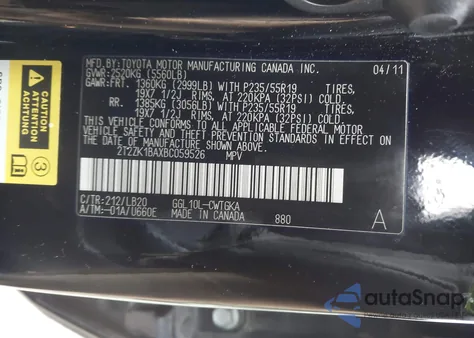 MFD.BY:TOYOTA MOTOR MANUFACTURING CANADA INC. 04/11
GVWR:2520KG (5560LB)
GAWR:FRT. 1360KG (2999LB) WITH P235/55R19 TIRES,
19X7 1/2J RIMS, AT 220KPA (32PSI) COLD.
RR. 1385KG (3056LB) WITH P235/55R19 TIRES,
19X7 1/2J RIMS, AT 220KPA (32PSI) COLD.
THIS VEHICLE CONFORMS TO ALL APPLICABLE FEDERAL MOTOR
VEHICLE SAFETY AND THEFT PREVENTION STANDARDS IN EFFECT
ON THE DATE OF MANUFACTURE SHOWN ABOVE.
2T2ZK1BAXBC059526 MPV
C/TR:212/LB20 GGL10L-CWTGKA
A/TM:-01A/U660E MADE IN CANADA 880 A
CAUTION
ACHTUNG
3
autoSnap